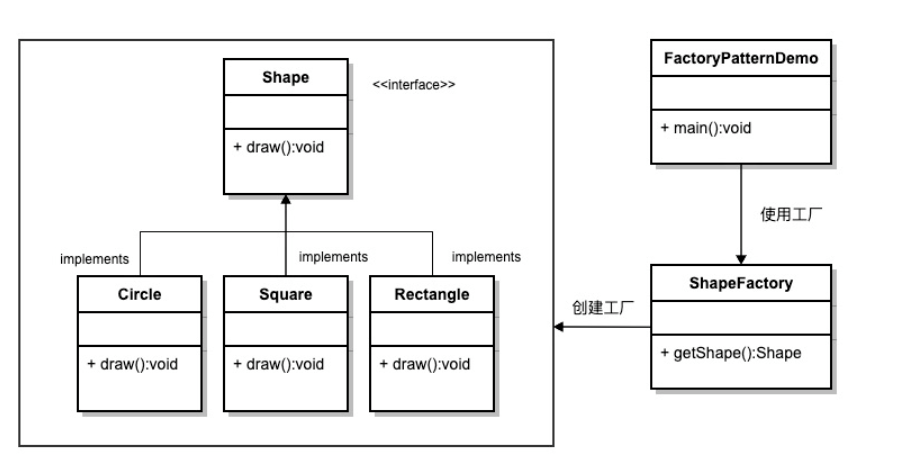 Shape
<<interface>>
+ draw():void
implements
implements
implements
Circle
+ draw():void
Square
+ draw():void
Rectangle
+ draw():void
FactoryPatternDemo
+ main():void
使用工厂
ShapeFactory
+ getShape():Shape
创建工厂